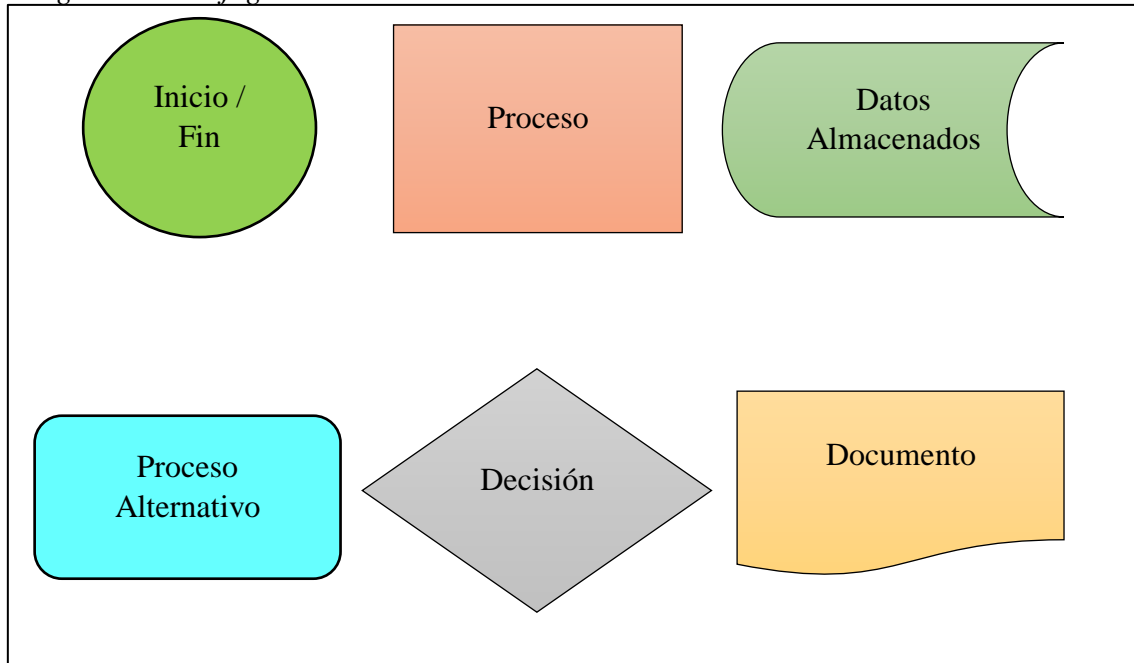 Inicio /
Fin
Proceso
Datos
Almacenados
Proceso
Alternativo
Decisión
Documento